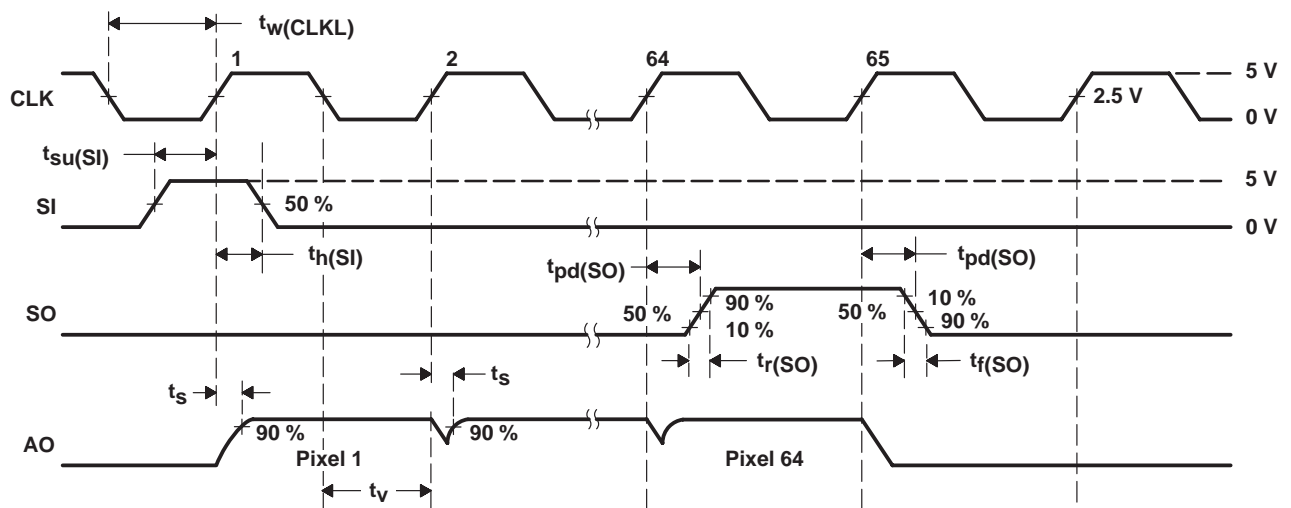 tw(CLKL)
1
2
64
65
5 V
CLK
2.5 V
0 V
tsu(SI)
5 V
SI
50 %
0 V
th(SI)
tpd(SO)
tpd(SO)
SO
50 %
90 %
10 %
50 %
10 %
90 %
tr(SO)
tf(SO)
ts
ts
AO
90 %
90 %
Pixel 1
Pixel 64
tv